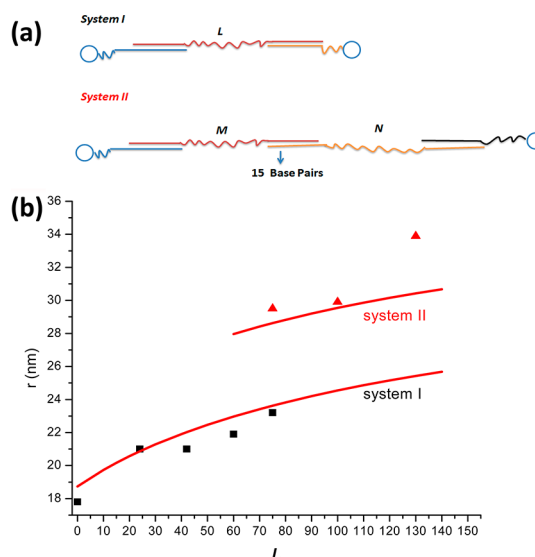 (a)
System I
L
System II
M
N
15 Base Pairs
(b)
36
34
32
30
28
26
24
22
20
18
r (nm)
system II
system I
0 10 20 30 40 50 60 70 80 90 100 110 120 130 140 150
l